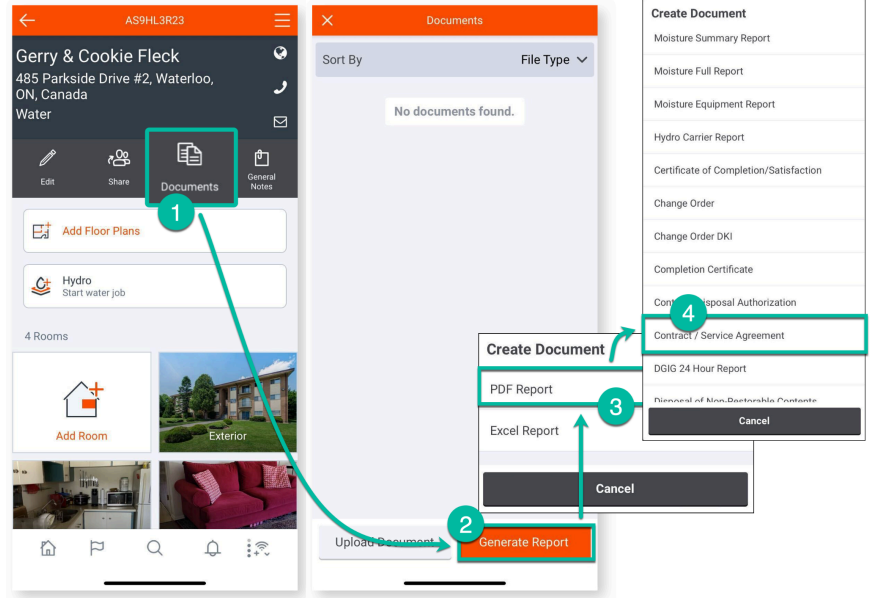 AS9HL3R23
Gerry & Cookie Fleck
485 Parkside Drive #2, Waterloo,
ON, Canada
Water
Edit
Share
Documents
General
Notes
1
Add Floor Plans
Hydro
Start water job
4 Rooms
Add Room
Exterior
Documents
Sort By
File Type
No documents found.
Upload Document
2
Generate Report
Create Document
PDF Report
3
Excel Report
Cancel
Create Document
Moisture Summary Report
Moisture Full Report
Moisture Equipment Report
Hydro Carrier Report
Certificate of Completion/Satisfaction
Change Order
Change Order DKI
Completion Certificate
Disposal Authorization
4
Contract / Service Agreement
DGIG 24 Hour Report
Disposal of Non-Restorable Contents
Cancel